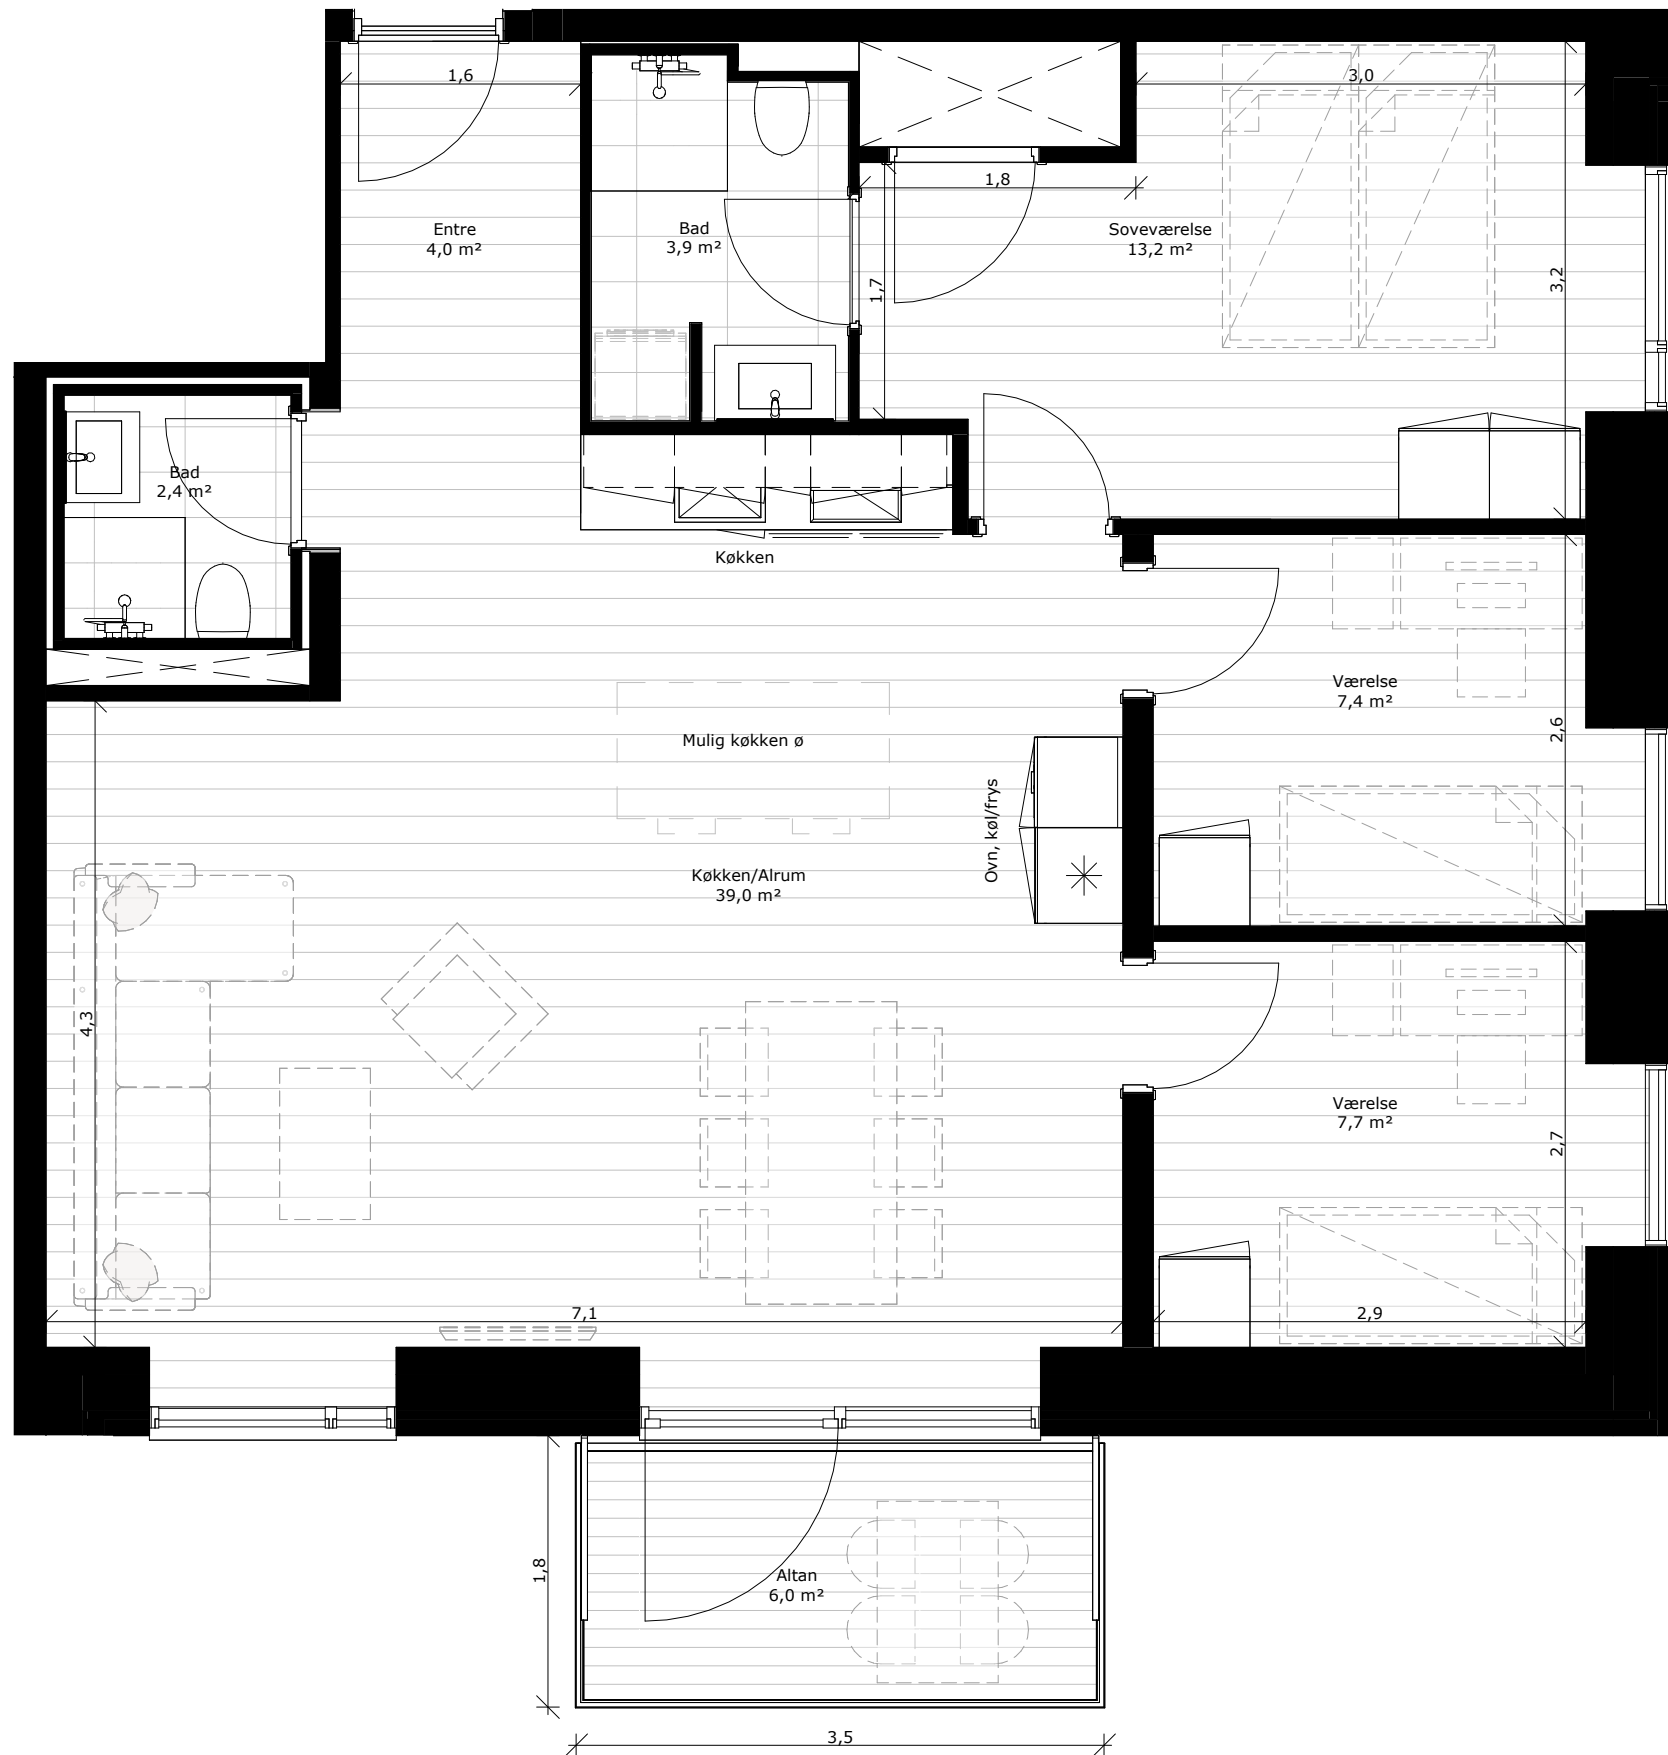 1,6
3,0
1,8
Entre
4,0 m²
Bad
3,9 m²
Soveværelse
13,2 m²
1,7
3,2
Bad
2,4 m²
Køkken
Værelse
7,4 m²
2,6
Mulig køkken ø
Ovn, køl/frys
Køkken/Alrum
39,0 m²
4,3
Værelse
7,7 m²
2,7
7,1
2,9
Altan
6,0 m²
1,8
3,5